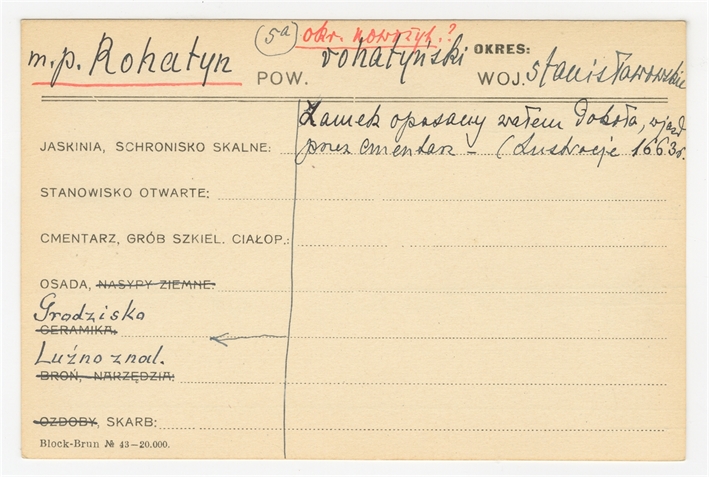 (5a) okr. nowożyt.?
m.p. Rohatyn POW. rohatyński OKRES:
WOJ. stanisławowskie
Zamek opasany wałem dokoła, wjazd
JASKINIA, SCHRONISKO SKALNE: przez cmentarz – (Lustracje 1663r.
STANOWISKO OTWARTE:
CMENTARZ, GRÓB SZKIEL. CIAŁOP.:
OSADA, NASYPY ZIEMNE:
Grodzisko
CERAMIKA:
Luźno znal.
BROŃ, NARZĘDZIA:
OZDOBY, SKARB:
Block-Brun № 43—20.000.